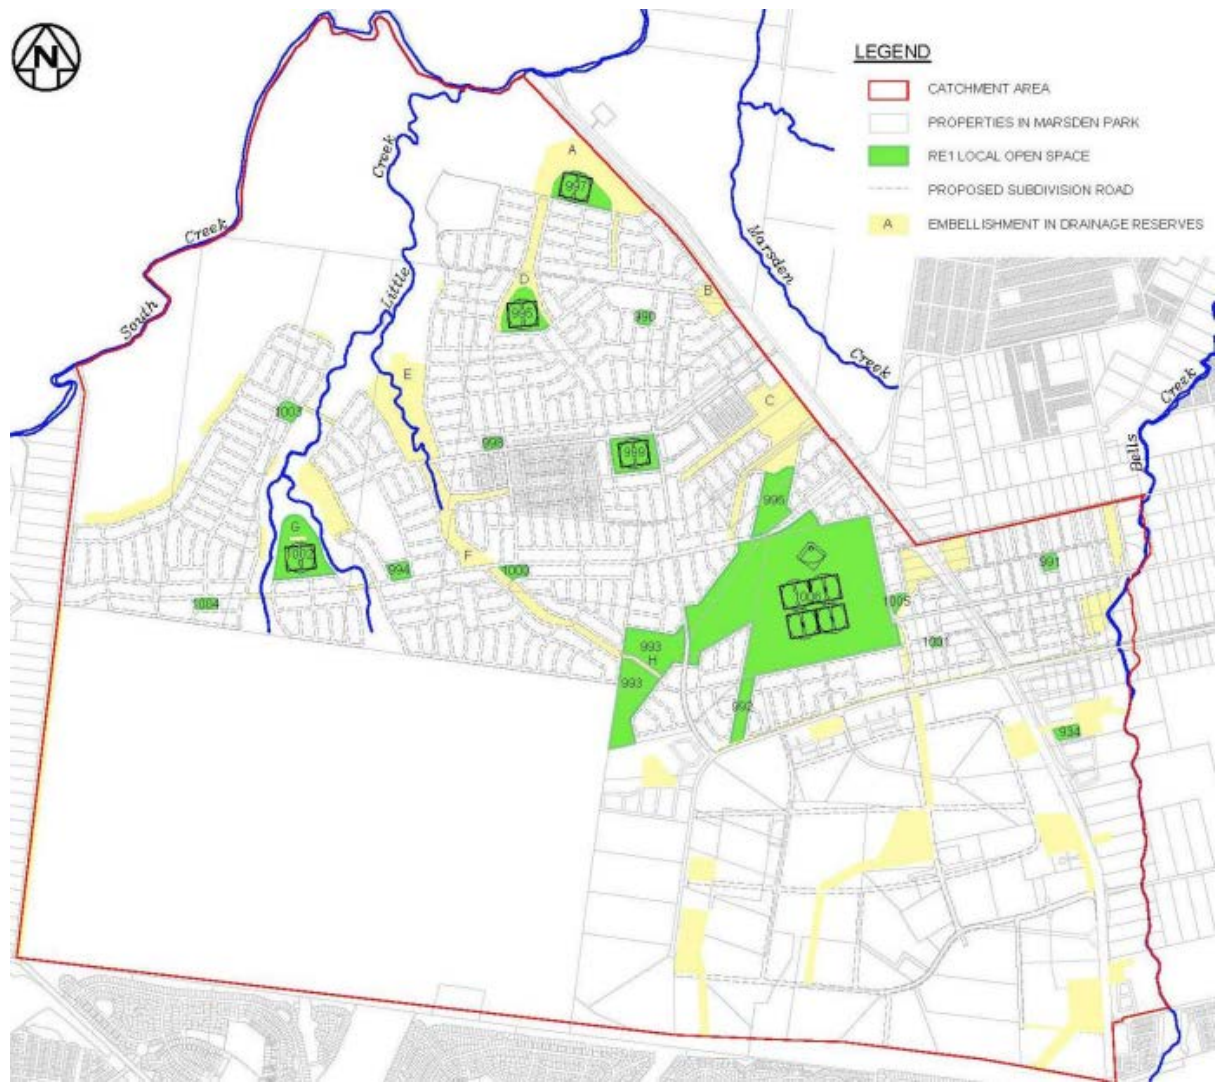 N
LEGEND
CATCHMENT AREA
PROPERTIES IN MARSDEN PARK
RE1 LOCAL OPEN SPACE
PROPOSED SUBDIVISION ROAD
A EMBELLISHMENT IN DRAINAGE RESERVES
Creek
A
997
Creek
Marsden
D
Little
B
South
995
990
Creek
E
Creek
C
1003
998
999
Bells
996
G
F
991
994
1000
1006
1005
1004
1001
993
H
993
992
934